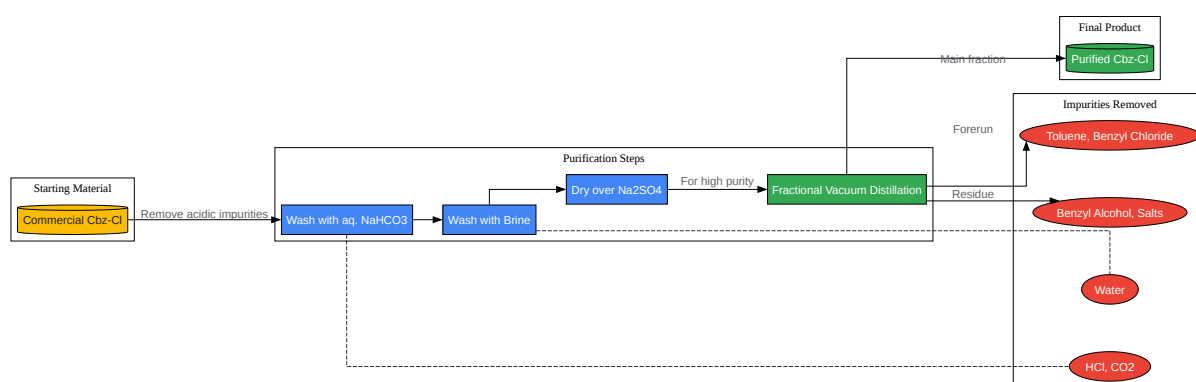 Final Product
Purified Cbz-Cl
Main fraction
Impurities Removed
Forerun
Toluene, Benzyl Chloride
Purification Steps
Starting Material
Dry over Na2SO4
For high purity
Fractional Vacuum Distillation
Residue
Commercial Cbz-Cl
Remove acidic impurities
Wash with aq. NaHCO3
Wash with Brine
Benzyl Alcohol, Salts
Water
HCl, CO2